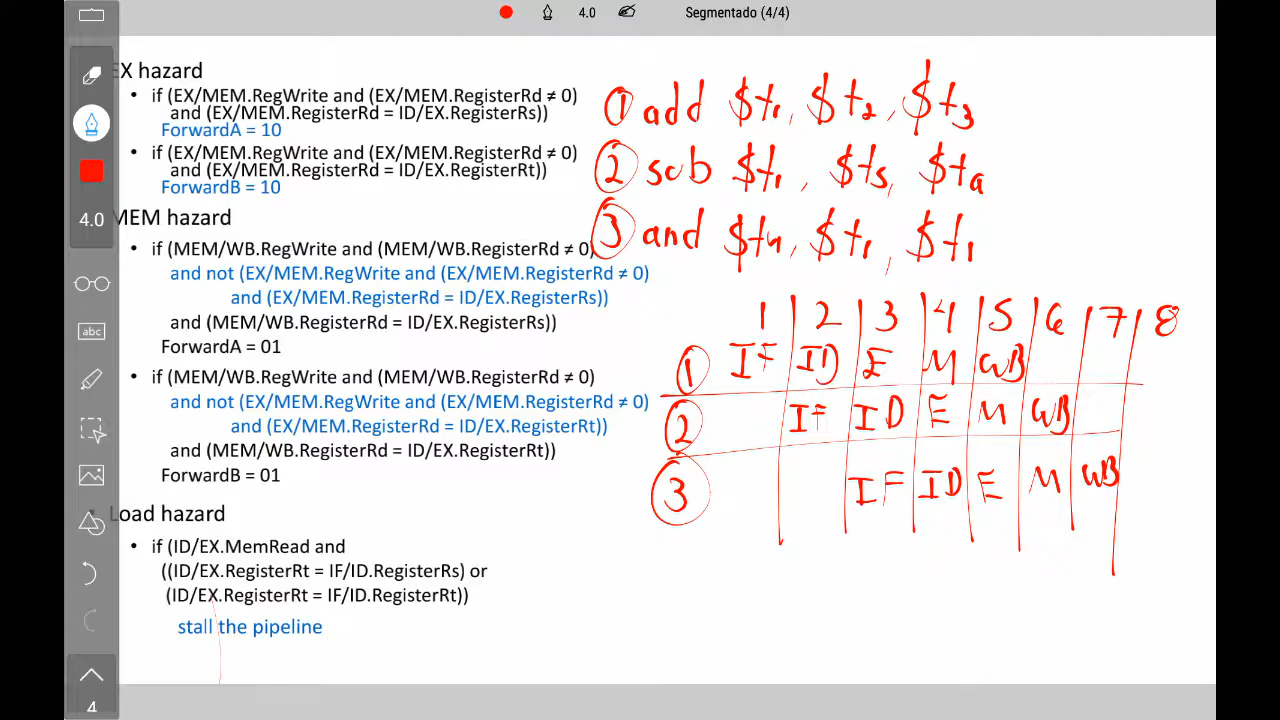 4.0 Segmentado (4/4)
EX hazard
• if (EX/MEM.RegWrite and (EX/MEM.RegisterRd ≠ 0)
and (EX/MEM.RegisterRd = ID/EX.RegisterRs))
ForwardA = 10
• if (EX/MEM.RegWrite and (EX/MEM.RegisterRd ≠ 0)
and (EX/MEM.RegisterRd = ID/EX.RegisterRt))
ForwardB = 10
MEM hazard
• if (MEM/WB.RegWrite and (MEM/WB.RegisterRd ≠ 0)
and not (EX/MEM.RegWrite and (EX/MEM.RegisterRd ≠ 0)
and (EX/MEM.RegisterRd = ID/EX.RegisterRs))
and (MEM/WB.RegisterRd = ID/EX.RegisterRs))
ForwardA = 01
• if (MEM/WB.RegWrite and (MEM/WB.RegisterRd ≠ 0)
and not (EX/MEM.RegWrite and (EX/MEM.RegisterRd ≠ 0)
and (EX/MEM.RegisterRd = ID/EX.RegisterRt))
and (MEM/WB.RegisterRd = ID/EX.RegisterRt))
ForwardB = 01
• Load hazard
• if (ID/EX.MemRead and
((ID/EX.RegisterRt = IF/ID.RegisterRs) or
(ID/EX.RegisterRt = IF/ID.RegisterRt))
stall the pipeline
4.0
abc
4
① add $t1, $t2, $t3
② sub $t1, $t5, $ta
③ and $t4, $t1, $t1
1 2 3 4 5 6 7 8
① IF ID E M WB
② IF ID E M WB
③ IF ID E M WB